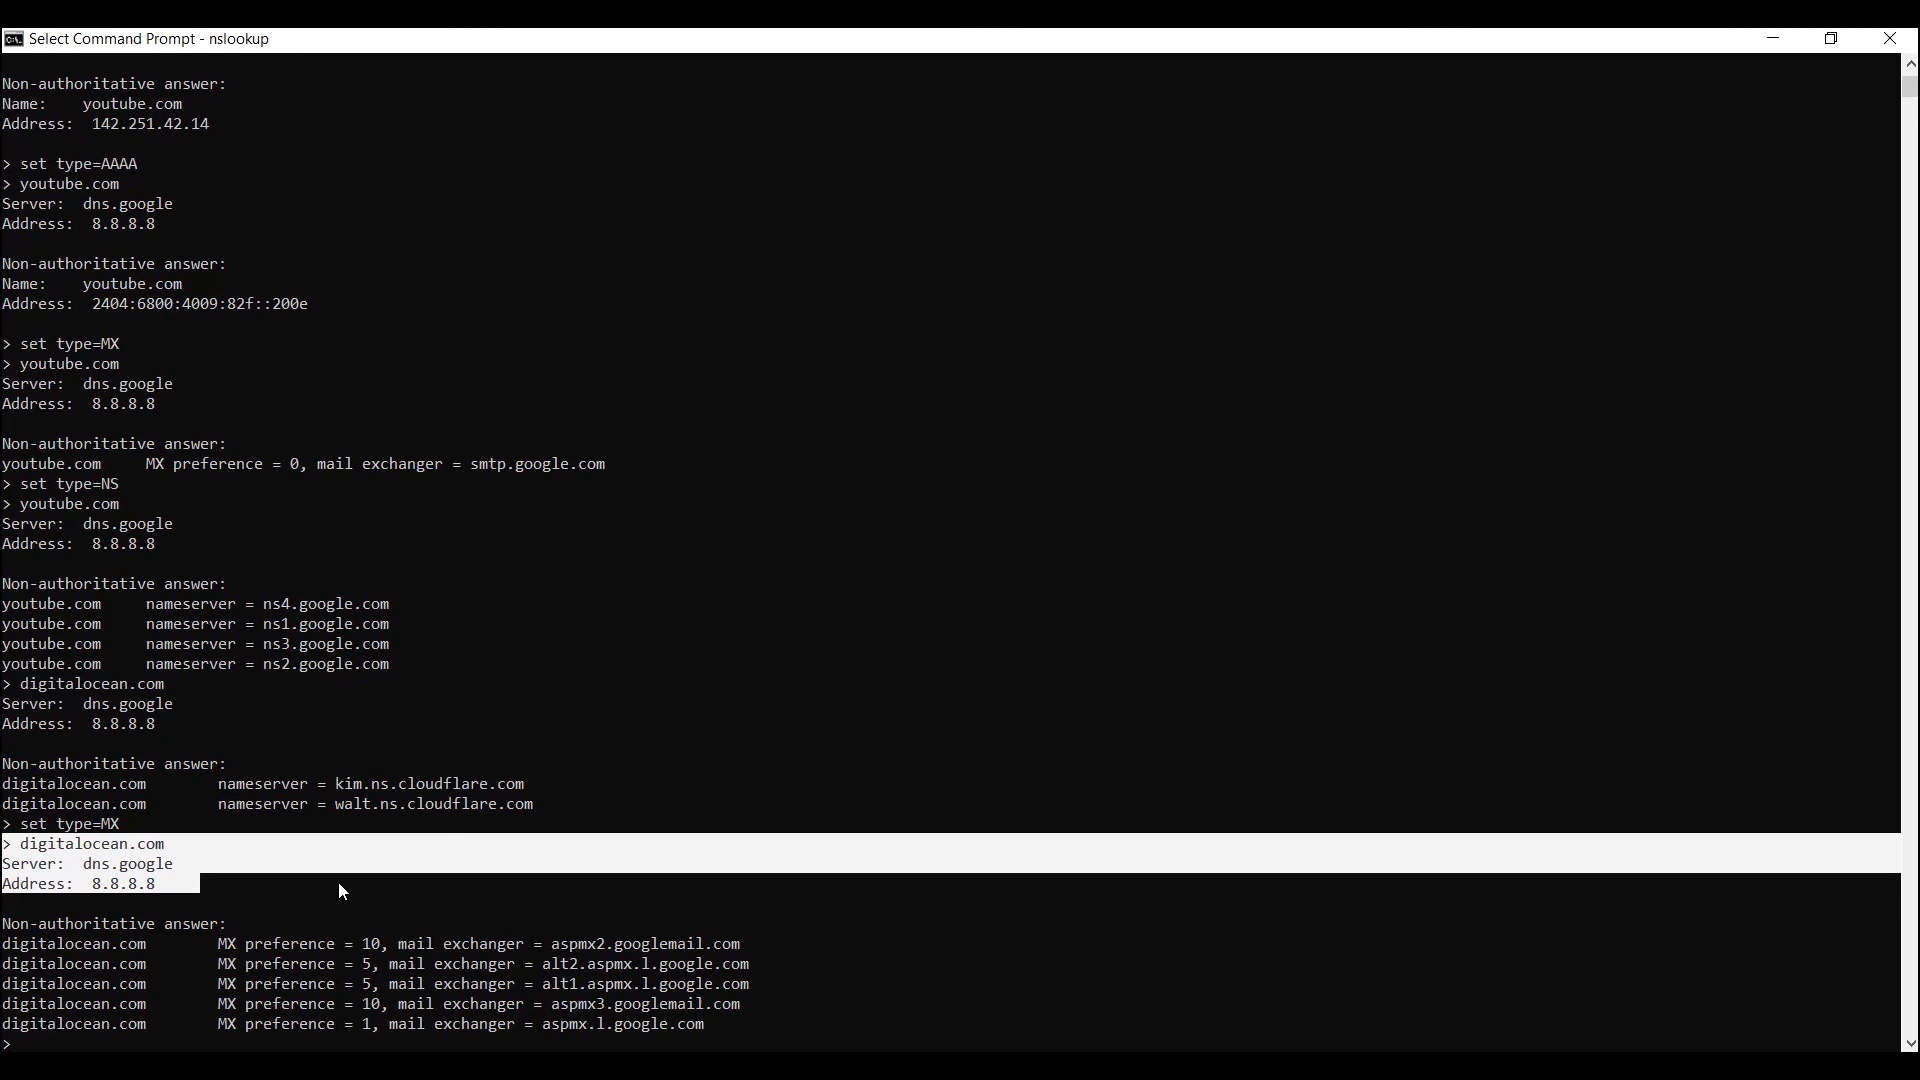 Select Command Prompt - nslookup
Non-authoritative answer:
Name:    youtube.com
Address:  142.251.42.14
> set type=AAAA
> youtube.com
Server:  dns.google
Address:  8.8.8.8
Non-authoritative answer:
Name:    youtube.com
Address:  2404:6800:4009:82f::200e
> set type=MX
> youtube.com
Server:  dns.google
Address:  8.8.8.8
Non-authoritative answer:
youtube.com     MX preference = 0, mail exchanger = smtp.google.com
> set type=NS
> youtube.com
Server:  dns.google
Address:  8.8.8.8
Non-authoritative answer:
youtube.com     nameserver = ns4.google.com
youtube.com     nameserver = ns1.google.com
youtube.com     nameserver = ns3.google.com
youtube.com     nameserver = ns2.google.com
> digitalocean.com
Server:  dns.google
Address:  8.8.8.8
Non-authoritative answer:
digitalocean.com        nameserver = kim.ns.cloudflare.com
digitalocean.com        nameserver = walt.ns.cloudflare.com
> set type=MX
> digitalocean.com
Server:  dns.google
Address:  8.8.8.8
Non-authoritative answer:
digitalocean.com        MX preference = 10, mail exchanger = aspmx2.googlemail.com
digitalocean.com        MX preference = 5, mail exchanger = alt2.aspmx.l.google.com
digitalocean.com        MX preference = 5, mail exchanger = alt1.aspmx.l.google.com
digitalocean.com        MX preference = 10, mail exchanger = aspmx3.googlemail.com
digitalocean.com        MX preference = 1, mail exchanger = aspmx.l.google.com
>